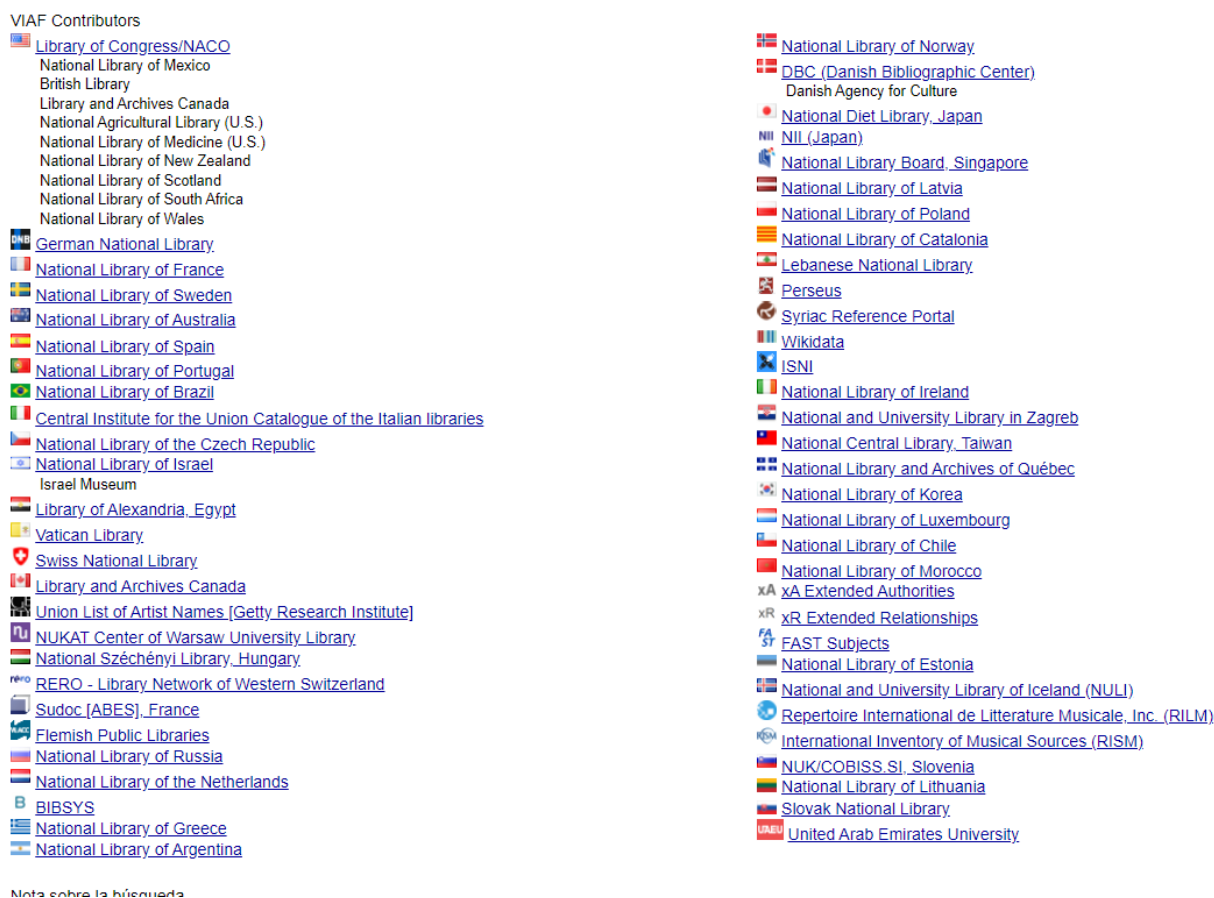 VIAF Contributors
Library of Congress/NACO
National Library of Mexico
British Library
Library and Archives Canada
National Agricultural Library (U.S.)
National Library of Medicine (U.S.)
National Library of New Zealand
National Library of Scotland
National Library of South Africa
National Library of Wales
DNB German National Library
National Library of France
National Library of Sweden
National Library of Australia
National Library of Spain
National Library of Portugal
National Library of Brazil
Central Institute for the Union Catalogue of the Italian libraries
National Library of the Czech Republic
National Library of Israel
Israel Museum
Library of Alexandria, Egypt
Vatican Library
Swiss National Library
Library and Archives Canada
Union List of Artist Names [Getty Research Institute]
nu NUKAT Center of Warsaw University Library
National Széchényi Library, Hungary
rero RERO - Library Network of Western Switzerland
Sudoc [ABES], France
VLACC Flemish Public Libraries
National Library of Russia
National Library of the Netherlands
B BIBSYS
National Library of Greece
National Library of Argentina
National Library of Norway
DBC (Danish Bibliographic Center)
Danish Agency for Culture
National Diet Library, Japan
NII NII (Japan)
National Library Board, Singapore
National Library of Latvia
National Library of Poland
National Library of Catalonia
Lebanese National Library
Perseus
Syriac Reference Portal
Wikidata
ISNI
National Library of Ireland
National and University Library in Zagreb
National Central Library, Taiwan
National Library and Archives of Québec
National Library of Korea
National Library of Luxembourg
National Library of Chile
National Library of Morocco
xA xA Extended Authorities
xR xR Extended Relationships
FAST FAST Subjects
National Library of Estonia
National and University Library of Iceland (NULI)
Repertoire International de Litterature Musicale, Inc. (RILM)
RISM International Inventory of Musical Sources (RISM)
NUK/COBISS.SI, Slovenia
National Library of Lithuania
Slovak National Library
UAEU United Arab Emirates University
Nota sobre la búsqueda